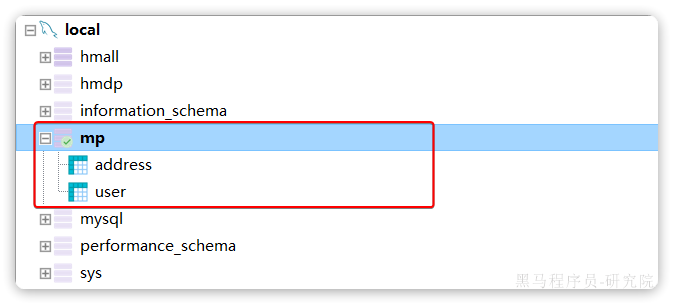 local
hmall
hmdp
information_schema
mp
address
user
mysql
performance_schema
sys
黑马程序员-研究院